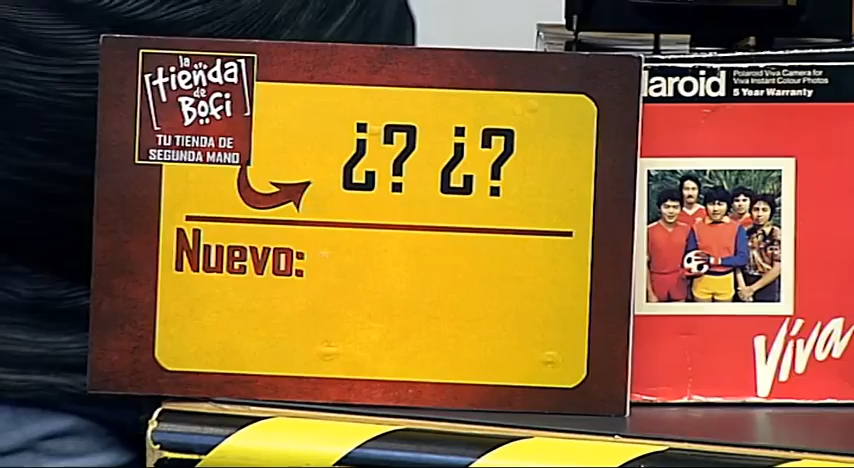 la
tienda
de
Bofi
TU TIENDA DE
SEGUNDA MANO
¿? ¿?
Nuevo:
laroid
Polaroid Viva Camera for
Viva Instant Colour Photos
5 Year Warranty
Viva